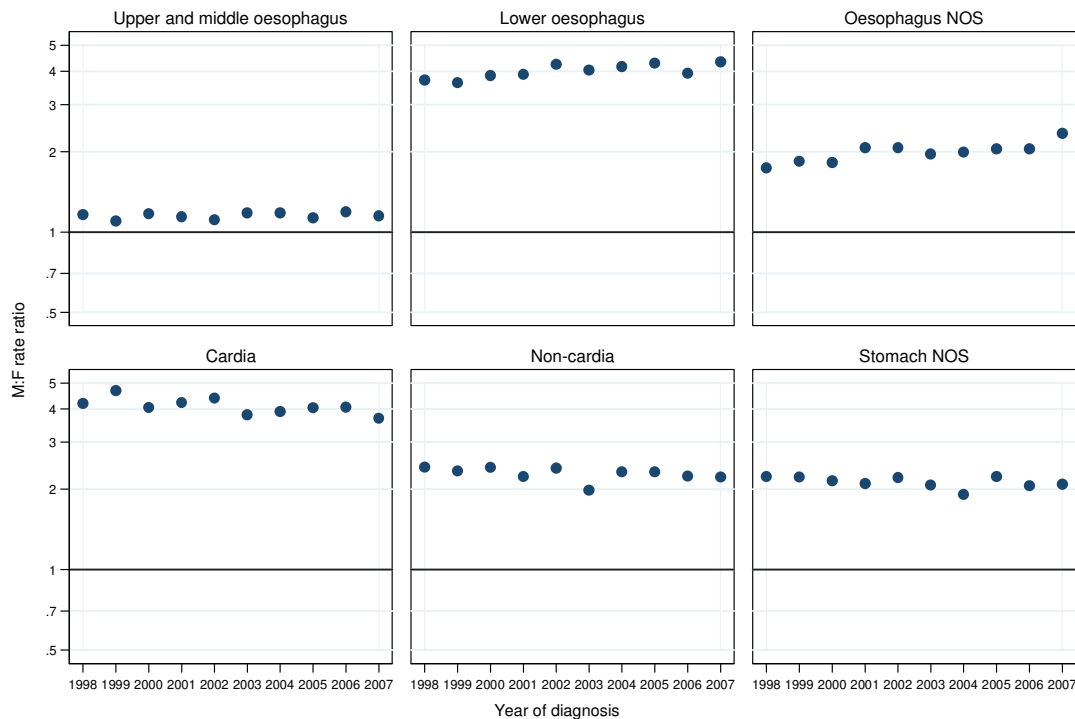 Upper and middle oesophagus
Lower oesophagus
Oesophagus NOS
5
4
3
2
1
.7
.5
Cardia
Non-cardia
Stomach NOS
5
4
3
2
1
.7
.5
M:F rate ratio
1998 1999 2000 2001 2002 2003 2004 2005 2006 2007
1998 1999 2000 2001 2002 2003 2004 2005 2006 2007
1998 1999 2000 2001 2002 2003 2004 2005 2006 2007
Year of diagnosis